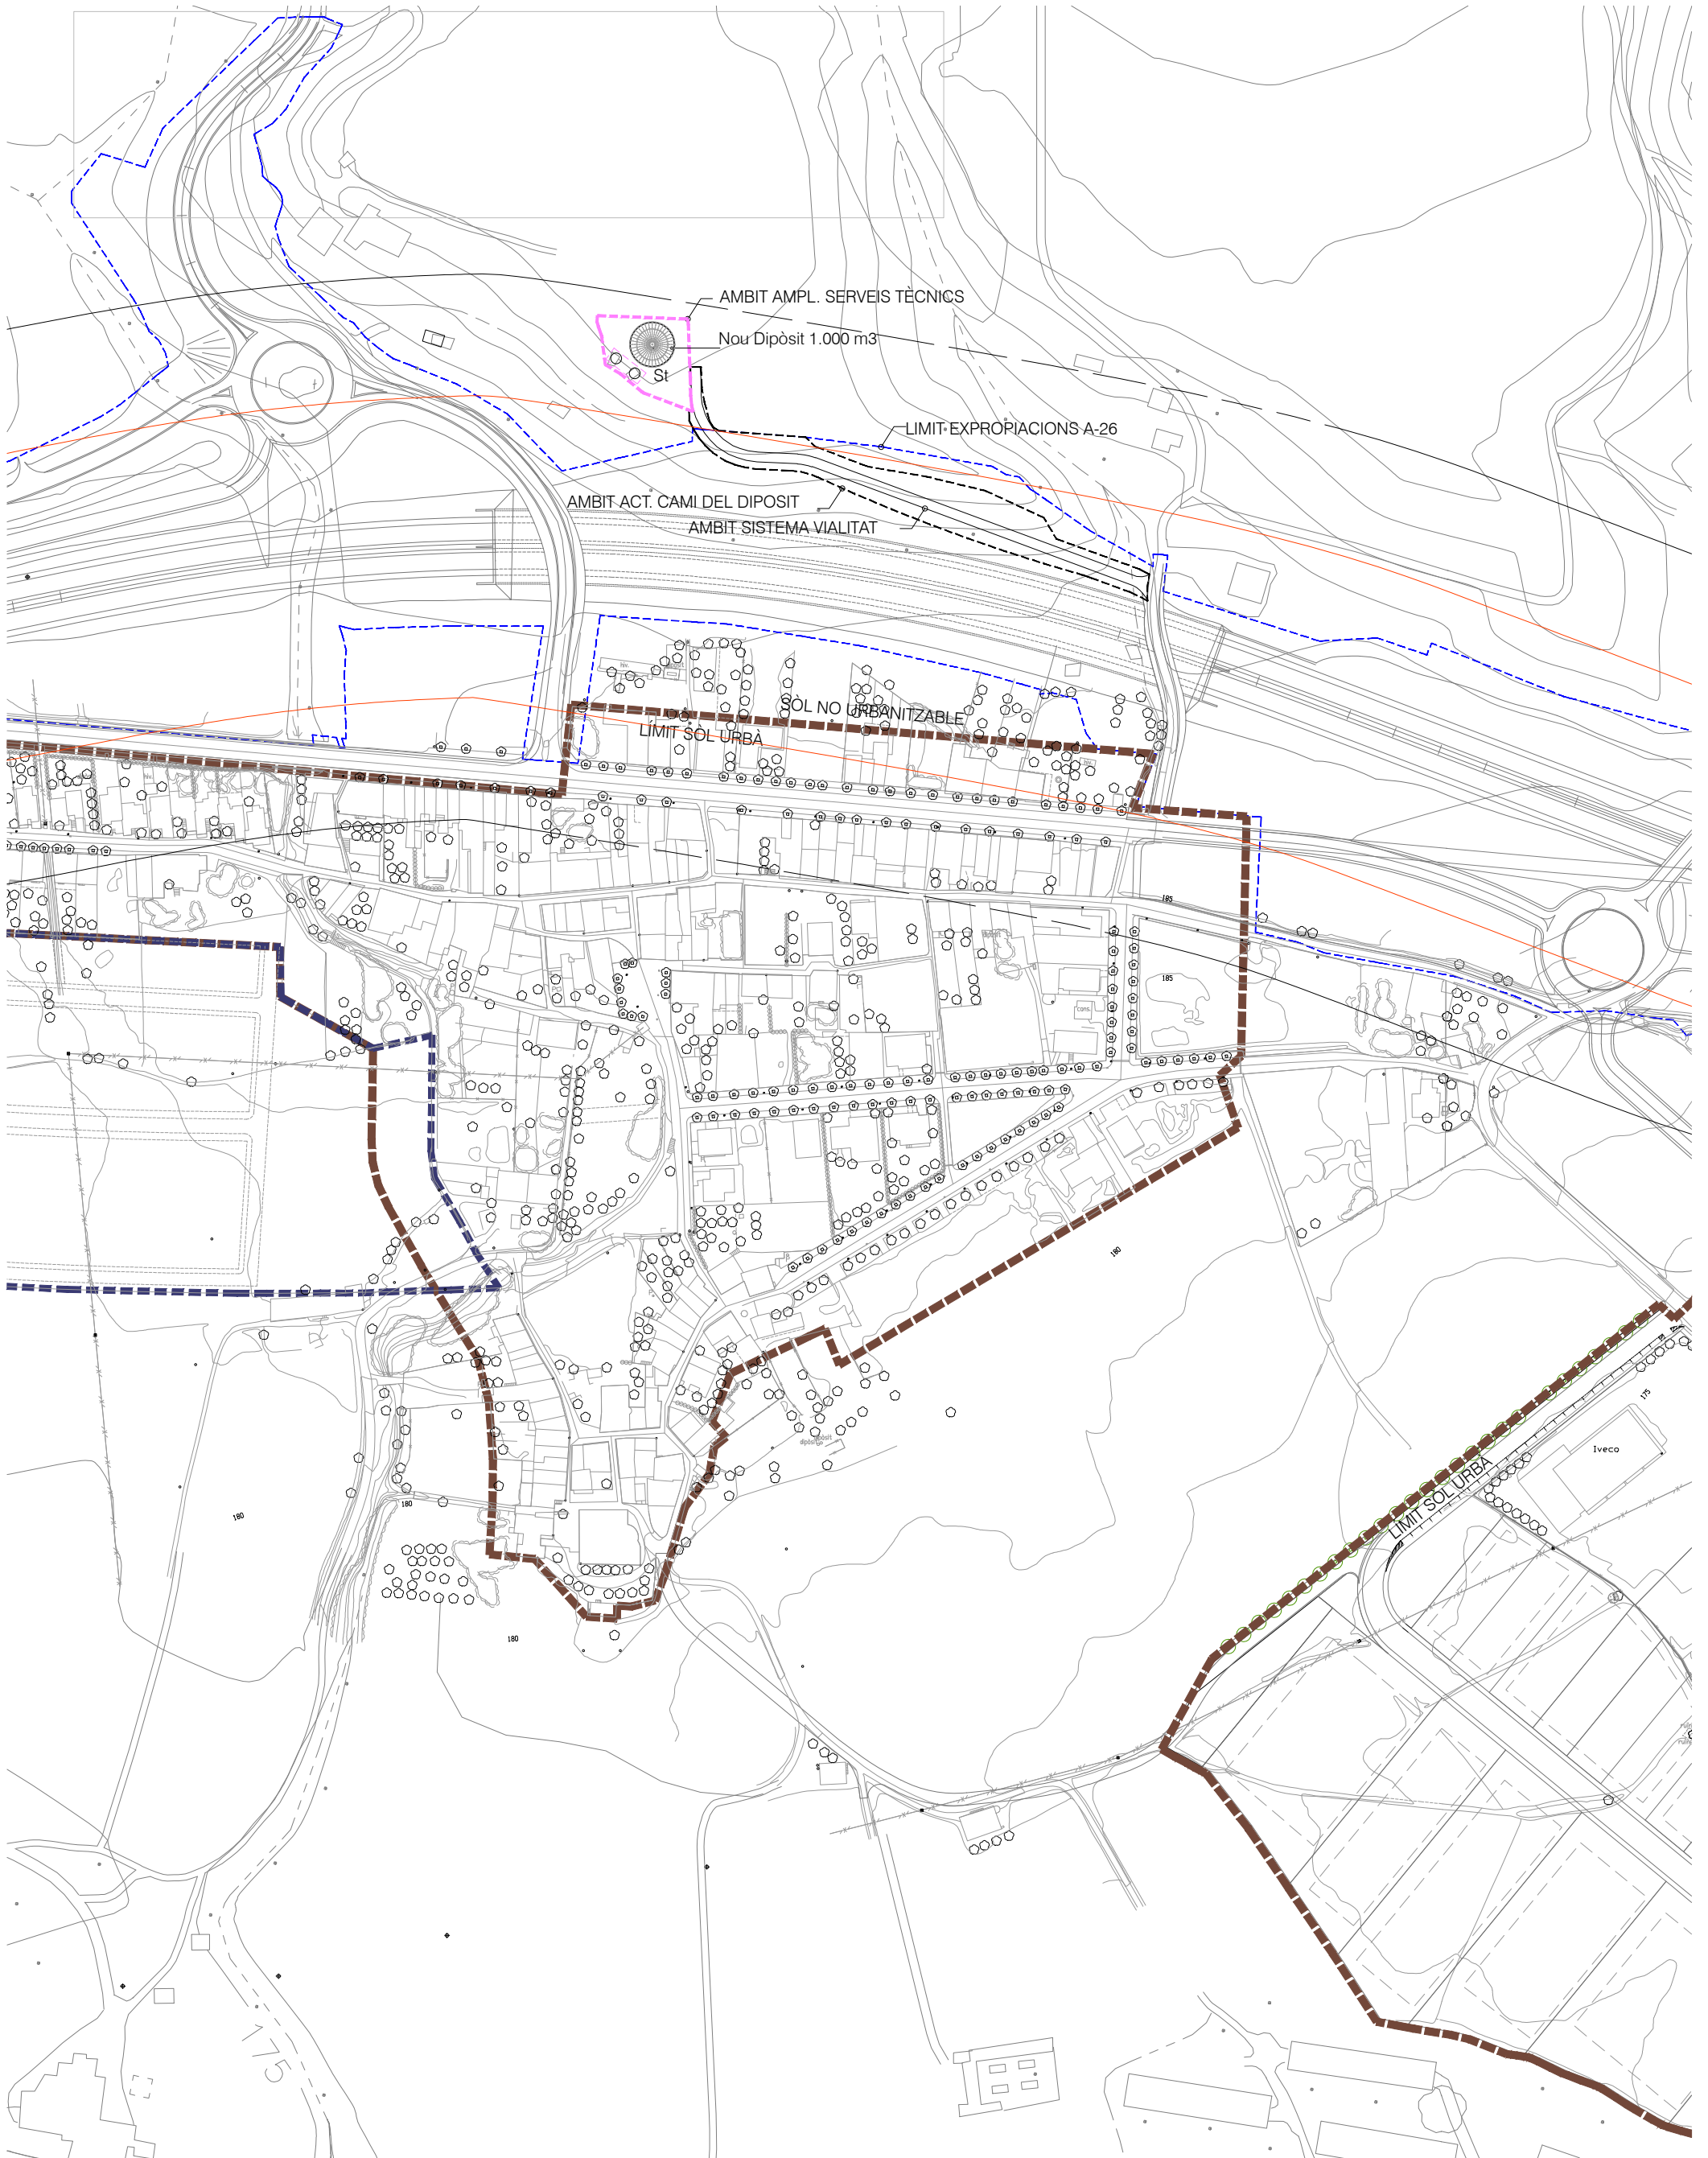 AMBIT AMPL. SERVEIS TÈCNICS
Nou Dipòsit 1.000 m3
St
LIMIT EXPROPIACIONS A-26
AMBIT ACT. CAMI DEL DIPOSIT
AMBIT SISTEMA VIALITAT
SÒL NO URBANITZABLE
LÍMIT SÒL URBÀ
185
185
180
175
Iveco
LIMIT SOL URBÀ
180
180
180
175